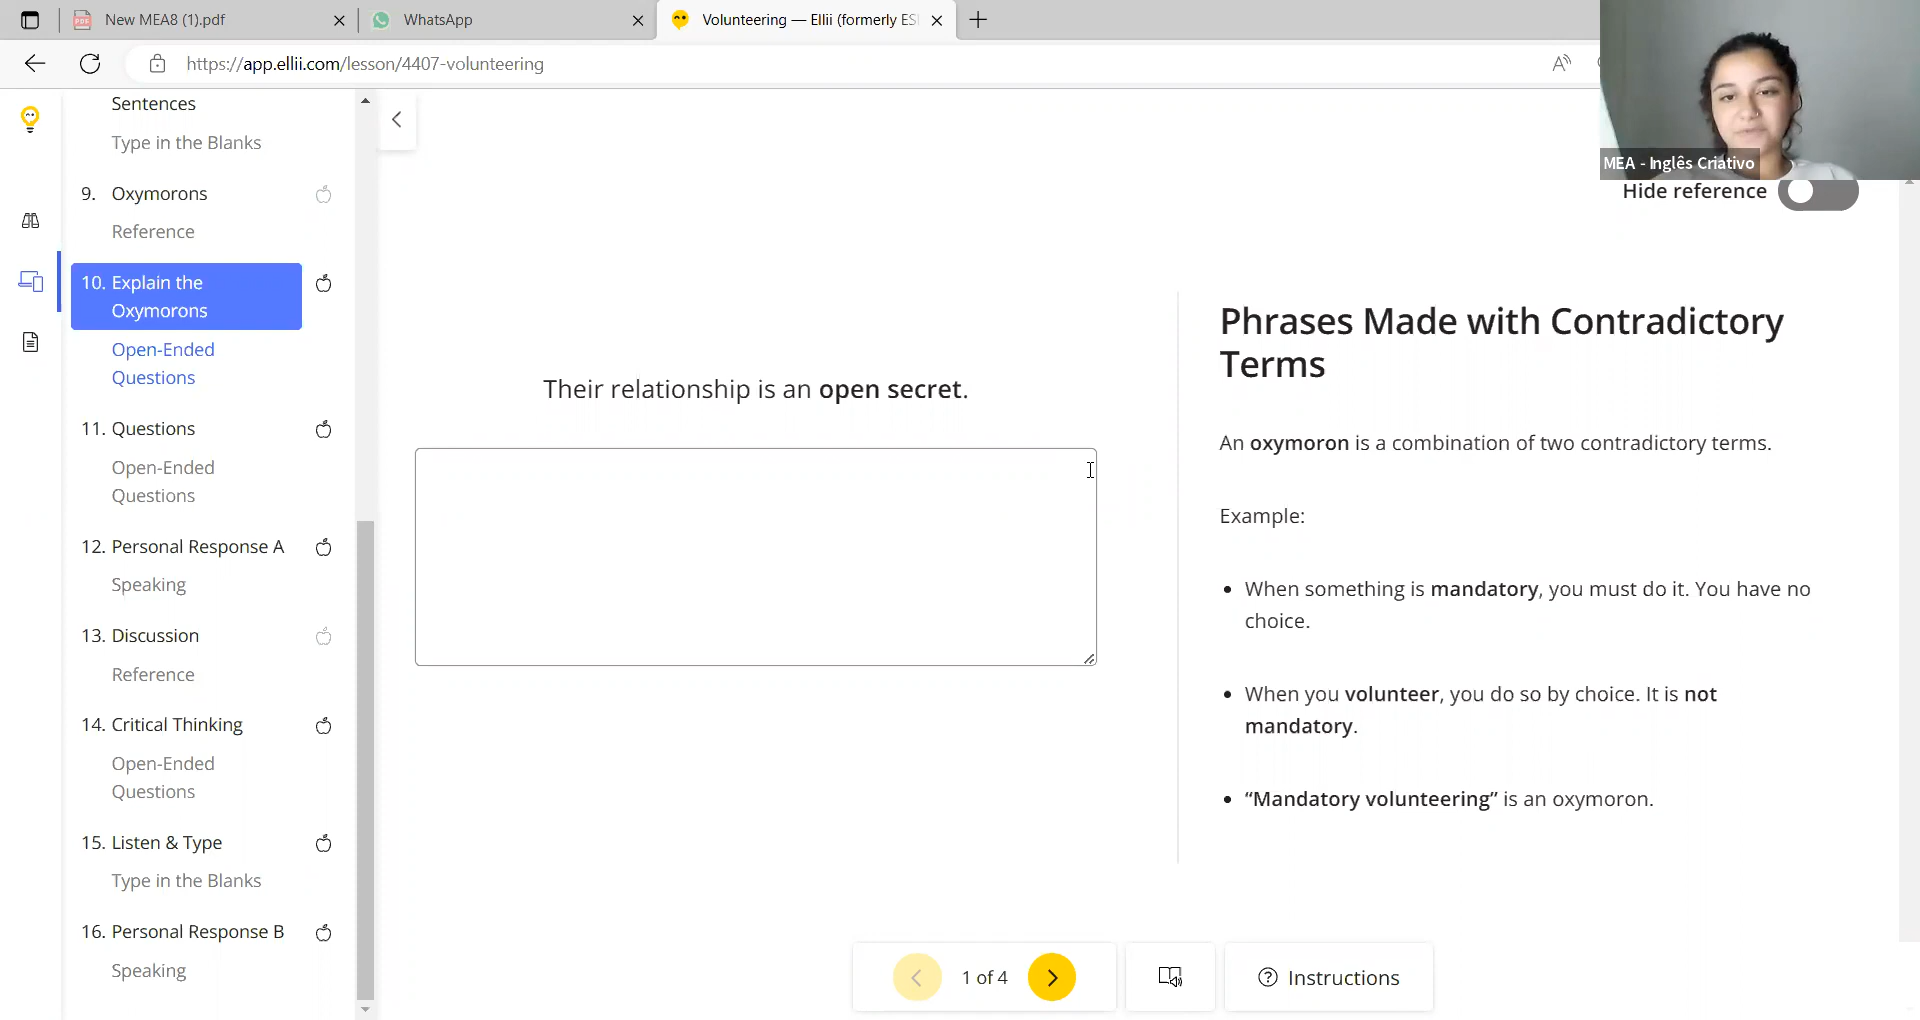 New MEA8 (1).pdf
WhatsApp
Volunteering — Ellii (formerly ES
https://app.ellii.com/lesson/4407-volunteering
MEA - Inglês Criativo
Sentences
Type in the Blanks
9. Oxymorons
Reference
10. Explain the
Oxymorons
Open-Ended
Questions
11. Questions
Open-Ended
Questions
12. Personal Response A
Speaking
13. Discussion
Reference
14. Critical Thinking
Open-Ended
Questions
15. Listen & Type
Type in the Blanks
16. Personal Response B
Speaking
Their relationship is an open secret.
Hide reference
Phrases Made with Contradictory
Terms
An oxymoron is a combination of two contradictory terms.
Example:
• When something is mandatory, you must do it. You have no
choice.
• When you volunteer, you do so by choice. It is not
mandatory.
• “Mandatory volunteering” is an oxymoron.
1 of 4
Instructions